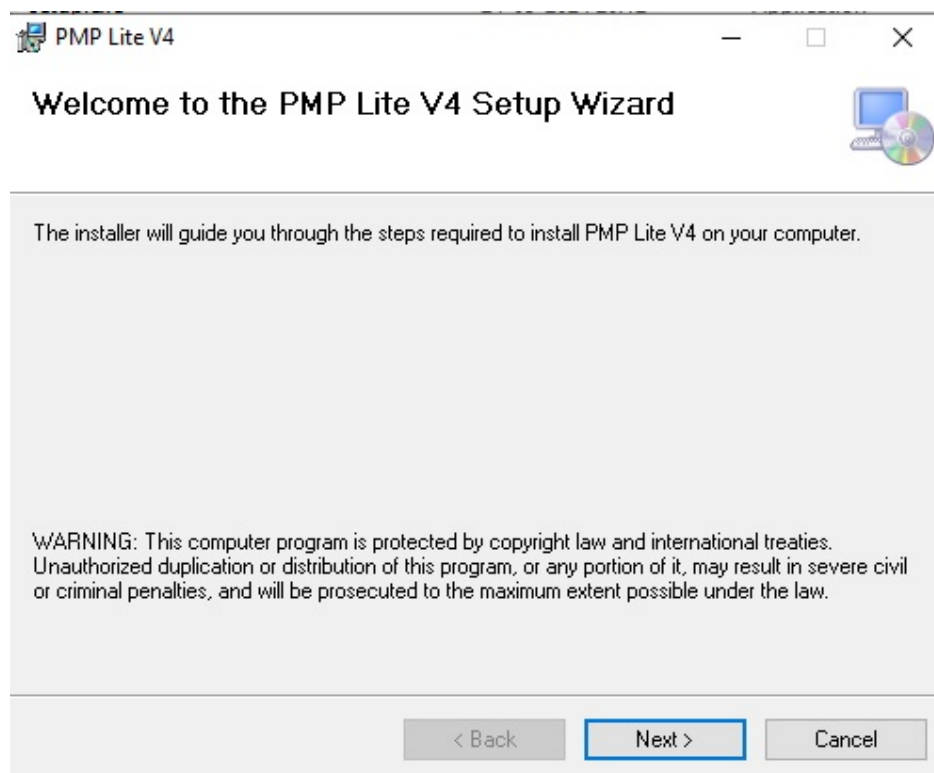 PMP Lite V4
Welcome to the PMP Lite V4 Setup Wizard
The installer will guide you through the steps required to install PMP Lite V4 on your computer.
WARNING: This computer program is protected by copyright law and international treaties.
Unauthorized duplication or distribution of this program, or any portion of it, may result in severe civil
or criminal penalties, and will be prosecuted to the maximum extent possible under the law.
< Back
Next >
Cancel